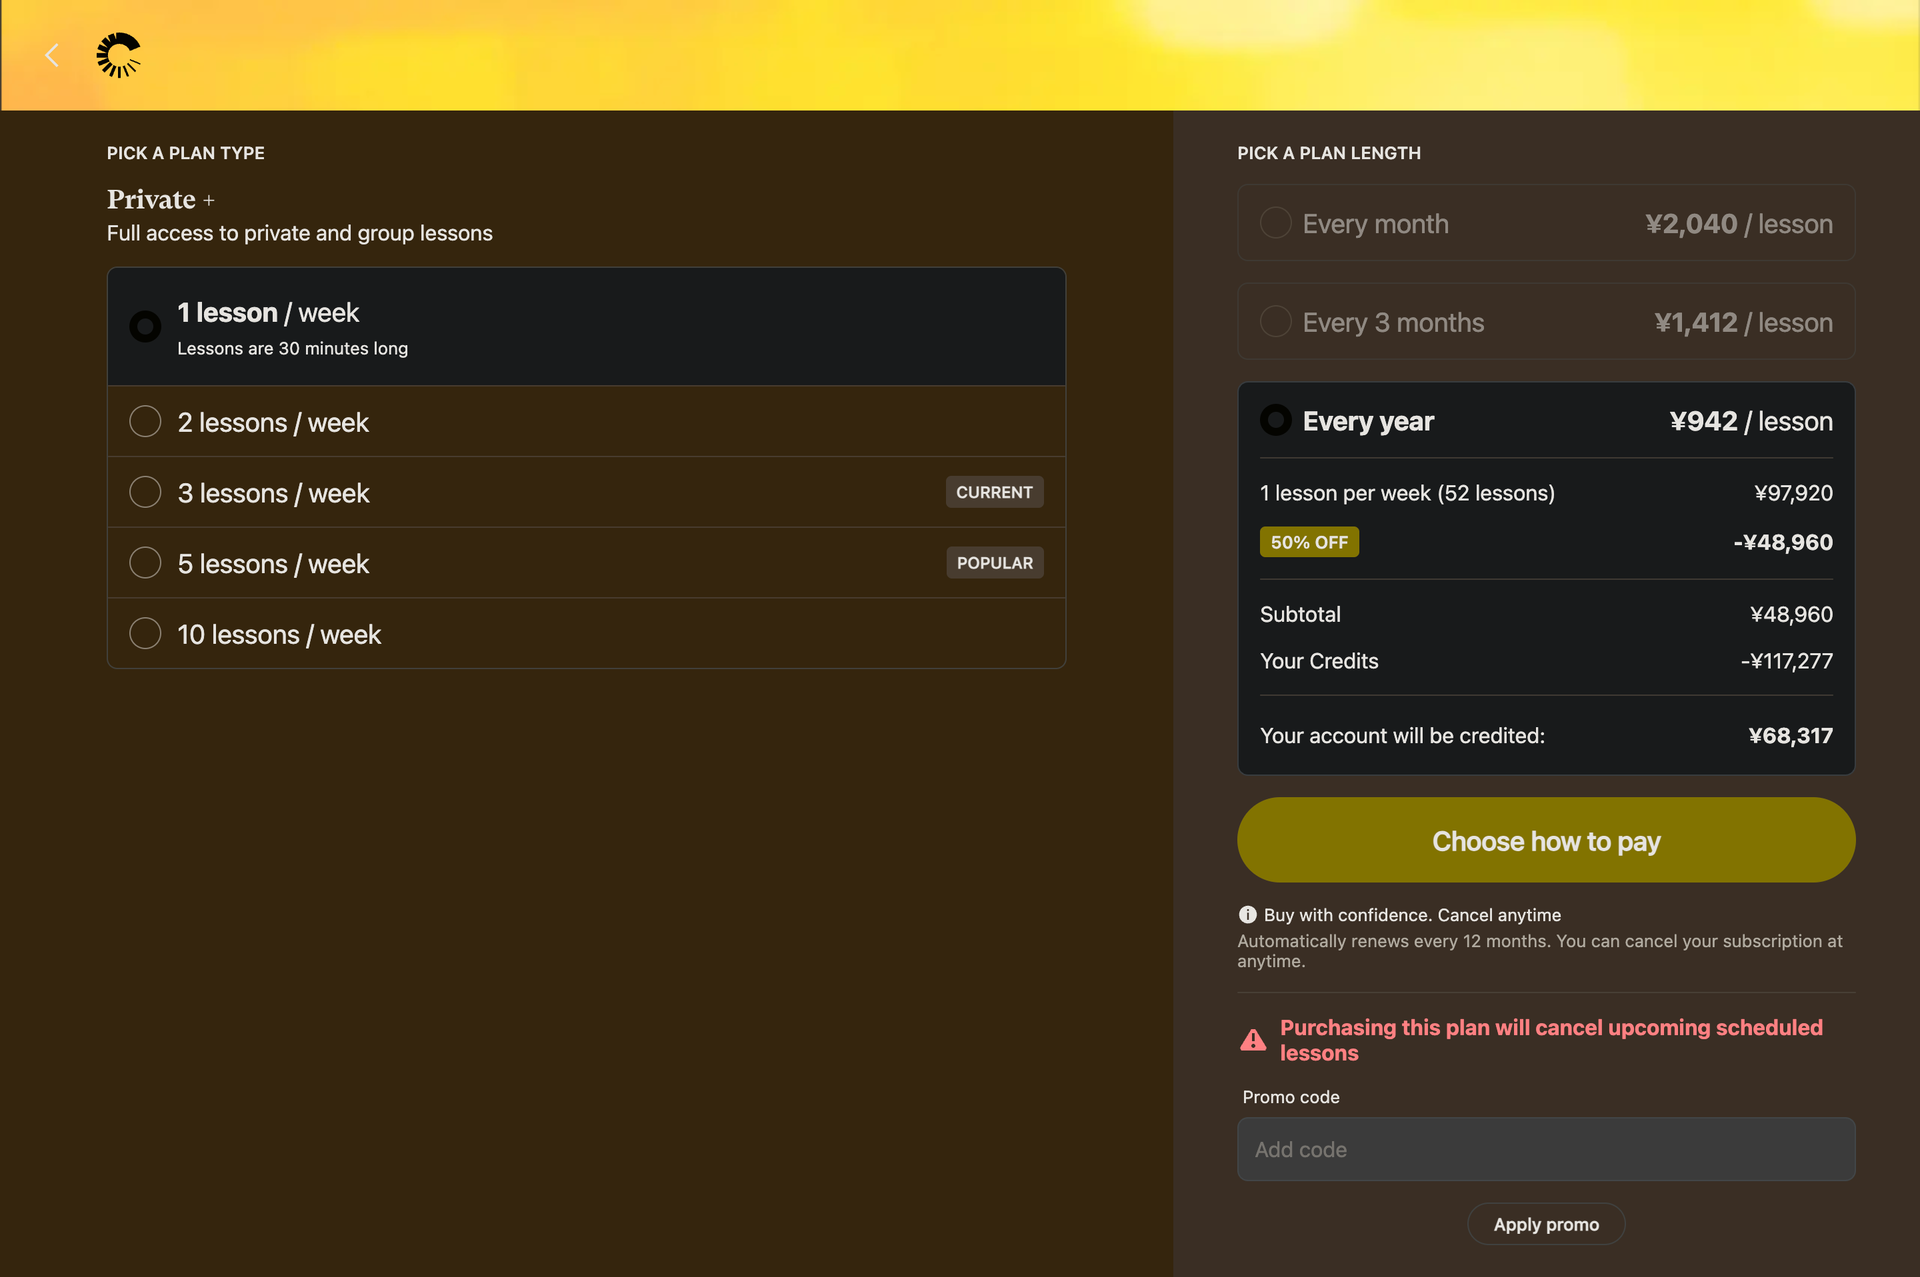 PICK A PLAN TYPE
Private +
Full access to private and group lessons
1 lesson / week
Lessons are 30 minutes long
2 lessons / week
3 lessons / week
CURRENT
5 lessons / week
POPULAR
10 lessons / week
PICK A PLAN LENGTH
Every month ¥2,040 / lesson
Every 3 months ¥1,412 / lesson
Every year ¥942 / lesson
1 lesson per week (52 lessons) ¥97,920
50% OFF -¥48,960
Subtotal ¥48,960
Your Credits -¥117,277
Your account will be credited: ¥68,317
Choose how to pay
Buy with confidence. Cancel anytime
Automatically renews every 12 months. You can cancel your subscription at
anytime.
Purchasing this plan will cancel upcoming scheduled
lessons
Promo code
Add code
Apply promo